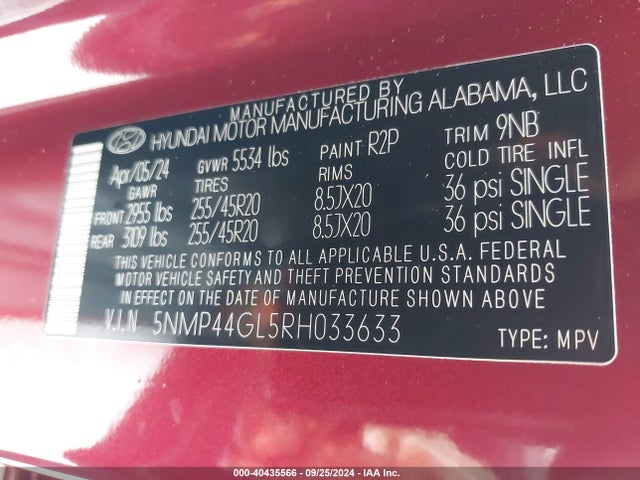 MANUFACTURED BY
HYUNDAI MOTOR MANUFACTURING ALABAMA, LLC
Apr/05/24 GVWR 5534 lbs PAINT R2P TRIM 9NB
GAWR TIRES RIMS COLD TIRE INFL
FRONT 2955 lbs 255/45R20 8.5JX20 36 psi SINGLE
REAR 3109 lbs 255/45R20 8.5JX20 36 psi SINGLE
THIS VEHICLE CONFORMS TO ALL APPLICABLE U.S.A. FEDERAL
MOTOR VEHICLE SAFETY AND THEFT PREVENTION STANDARDS
IN EFFECT ON THE DATE OF MANUFACTURE SHOWN ABOVE
V.I.N 5NMP44GL5RH033633 TYPE: MPV
000-40435566 - 09/25/2024 - IAA Inc.